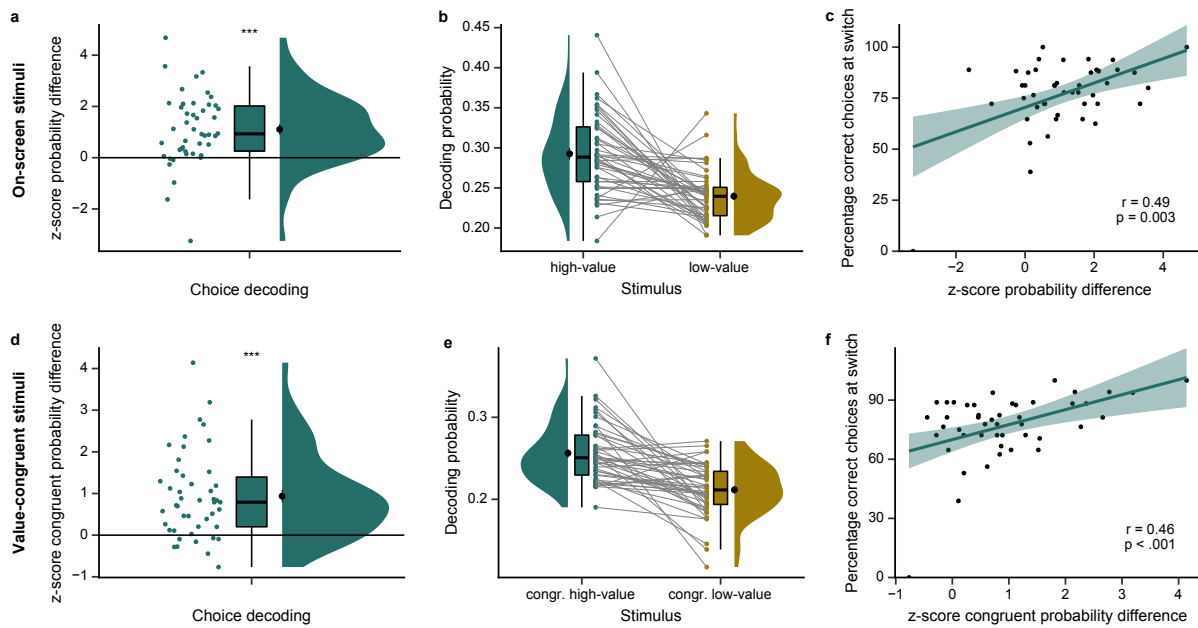 a
On-screen stimuli
z-score probability difference
4
2
0
−2
***
Choice decoding
b
Decoding probability
0.45
0.40
0.35
0.30
0.25
0.20
high-value
low-value
Stimulus
c
Percentage correct choices at switch
100
75
50
25
0
r = 0.49
p = 0.003
−2
0
2
4
z-score probability difference
d
Value-congruent stimuli
z-score congruent probability difference
4
3
2
1
0
−1
***
Choice decoding
e
Decoding probability
0.3
0.2
congr. high-value
congr. low-value
Stimulus
f
Percentage correct choices at switch
90
60
30
0
r = 0.46
p < .001
−1
0
1
2
3
4
z-score congruent probability difference